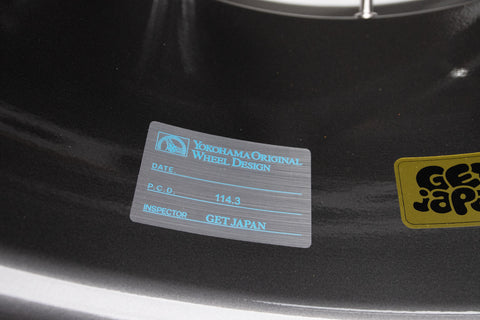 YOKOHAMA ORIGINAL
WHEEL DESIGN
DATE
P.C.D. 114.3
INSPECTOR GET JAPAN
GET
japa